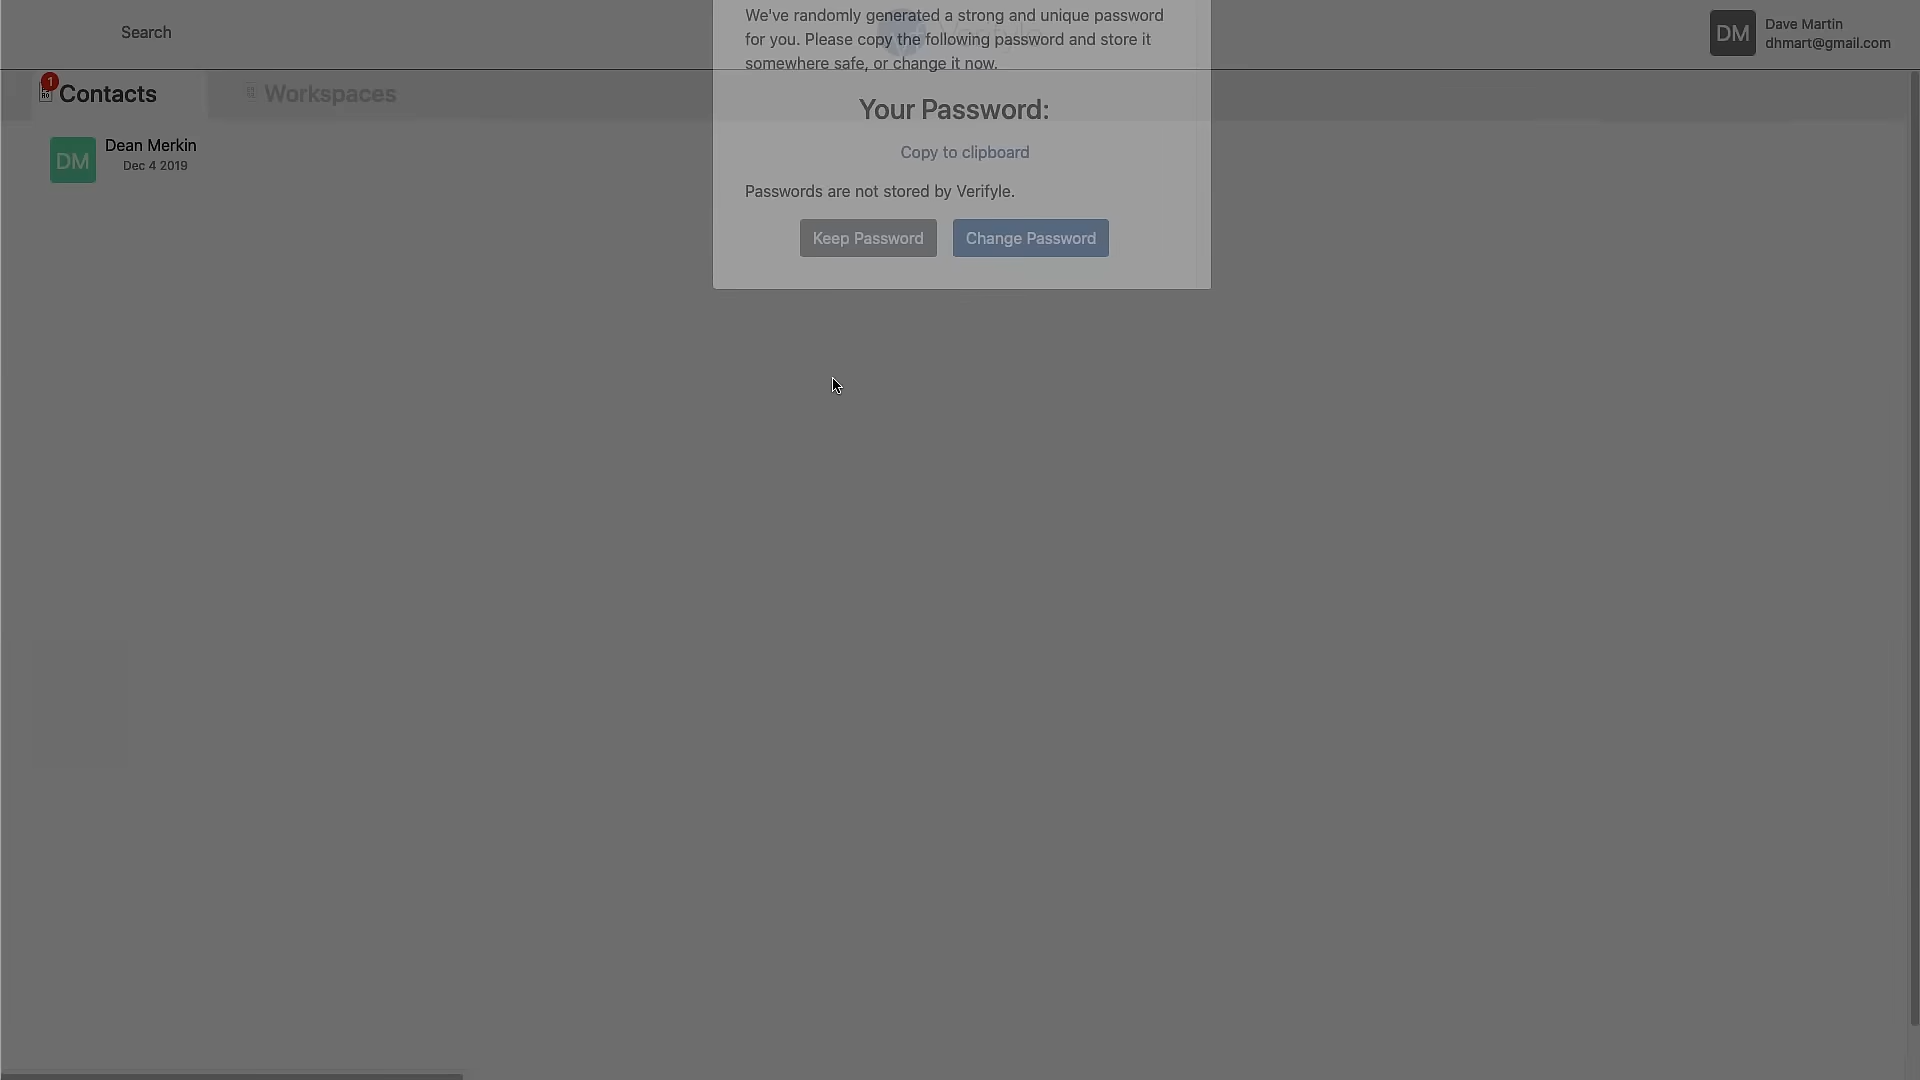 Search
Dave Martin
DM
dhmart@gmail.com
We've randomly generated a strong and unique password
for you. Please copy the following password and store it
somewhere safe, or change it now.
1
Contacts
Workspaces
Your Password:
Dean Merkin
DM
Dec 4 2019
Copy to clipboard
Passwords are not stored by Verifyle.
Keep Password
Change Password